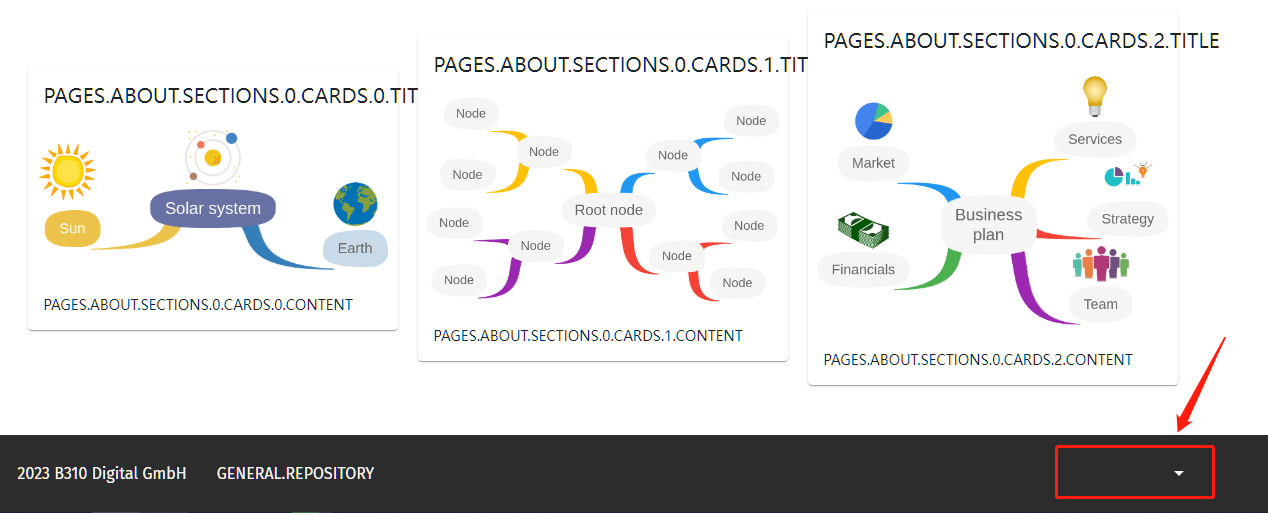 PAGES.ABOUT.SECTIONS.0.CARDS.0.TIT
Sun
Solar system
Earth
PAGES.ABOUT.SECTIONS.0.CARDS.0.CONTENT
PAGES.ABOUT.SECTIONS.0.CARDS.1.TIT
Node
Node
Node
Node
Node
Node
Root node
Node
Node
Node
Node
Node
Node
PAGES.ABOUT.SECTIONS.0.CARDS.1.CONTENT
PAGES.ABOUT.SECTIONS.0.CARDS.2.TITLE
Services
Market
Strategy
Business
plan
Financials
Team
PAGES.ABOUT.SECTIONS.0.CARDS.2.CONTENT
2023 B310 Digital GmbH
GENERAL.REPOSITORY